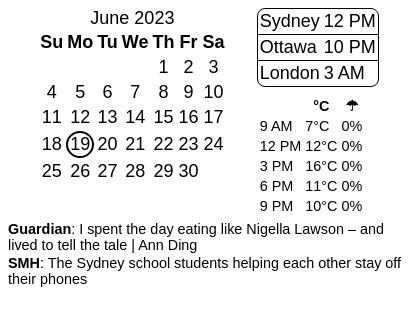 June 2023
Su Mo Tu We Th Fr Sa
1 2 3
4 5 6 7 8 9 10
11 12 13 14 15 16 17
18 19 20 21 22 23 24
25 26 27 28 29 30
Sydney 12 PM
Ottawa 10 PM
London 3 AM
°C ☂
9 AM 7°C 0%
12 PM 12°C 0%
3 PM 16°C 0%
6 PM 11°C 0%
9 PM 10°C 0%
Guardian: I spent the day eating like Nigella Lawson – and
lived to tell the tale | Ann Ding
SMH: The Sydney school students helping each other stay off
their phones